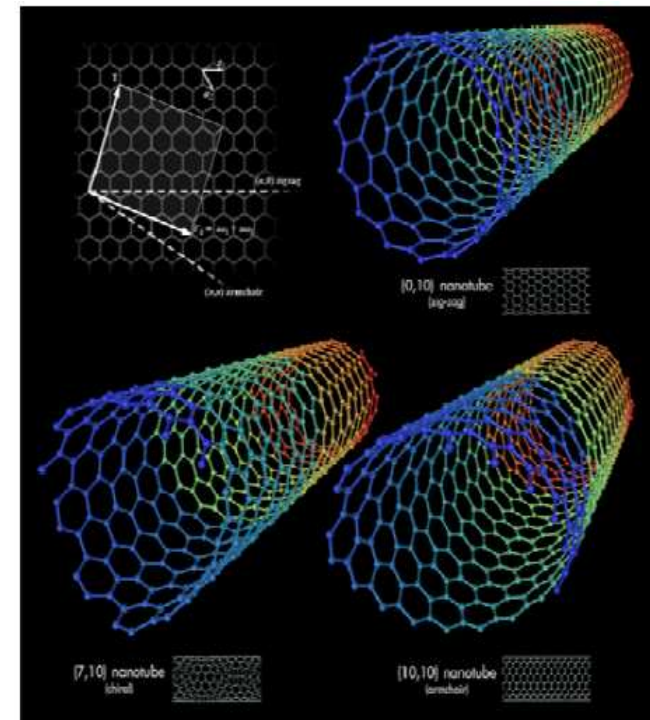 T
(n,0) zigzag
(n,n) armchair
(0,10) nanotube
(zig-zag)
(7,10) nanotube
(chiral)
(10,10) nanotube
(armchair)